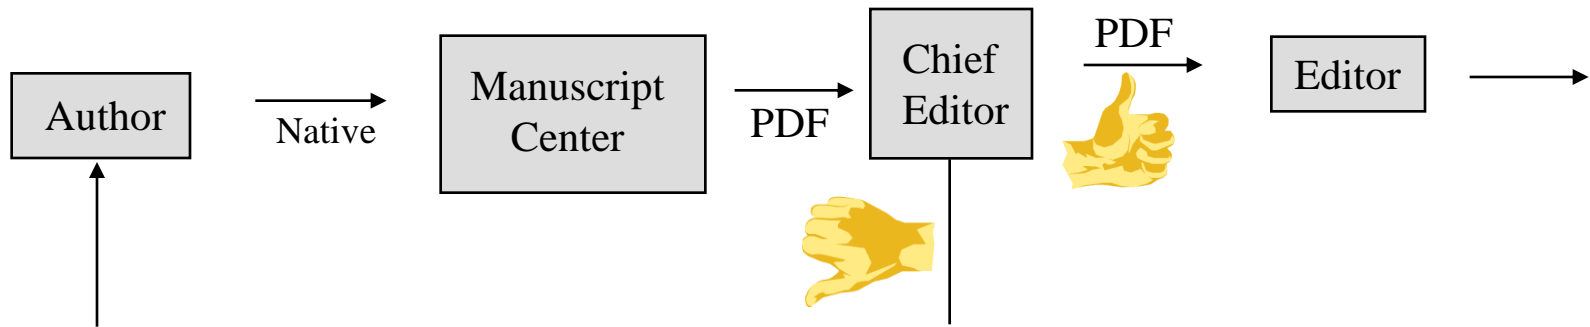 Author
Native
Manuscript
Center
PDF
Chief
Editor
PDF
Editor